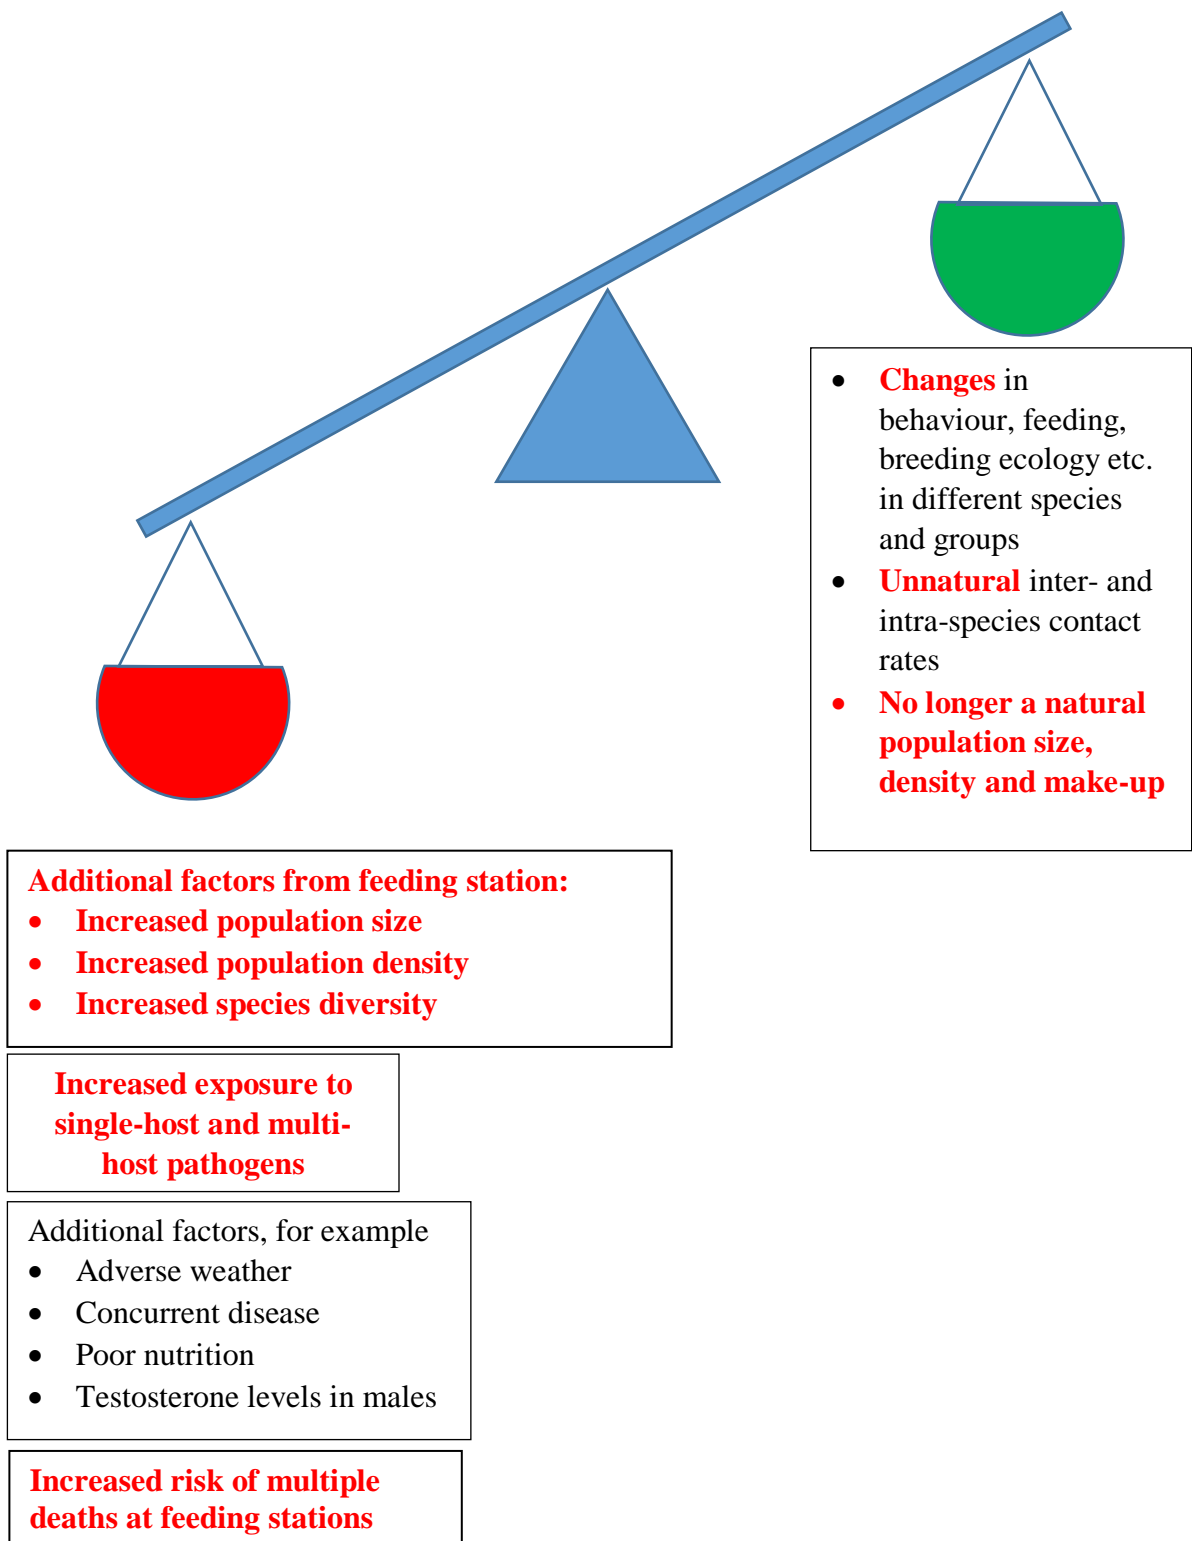 • Changes in
behaviour, feeding,
breeding ecology etc.
in different species
and groups
• Unnatural inter- and
intra-species contact
rates
• No longer a natural
population size,
density and make-up
Additional factors from feeding station:
• Increased population size
• Increased population density
• Increased species diversity
Increased exposure to
single-host and multi-
host pathogens
Additional factors, for example
• Adverse weather
• Concurrent disease
• Poor nutrition
• Testosterone levels in males
Increased risk of multiple
deaths at feeding stations